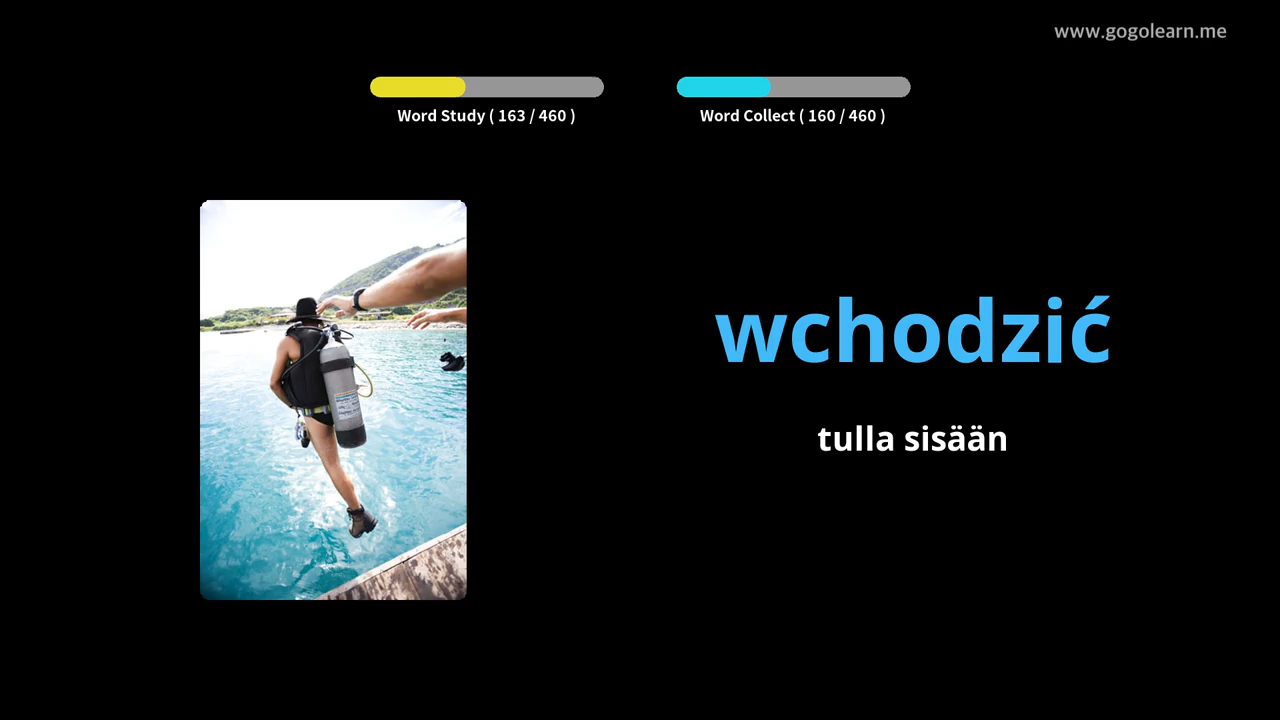 www.gogolearn.me
Word Study ( 163 / 460 )
Word Collect ( 160 / 460 )
wchodzić
tulla sisään